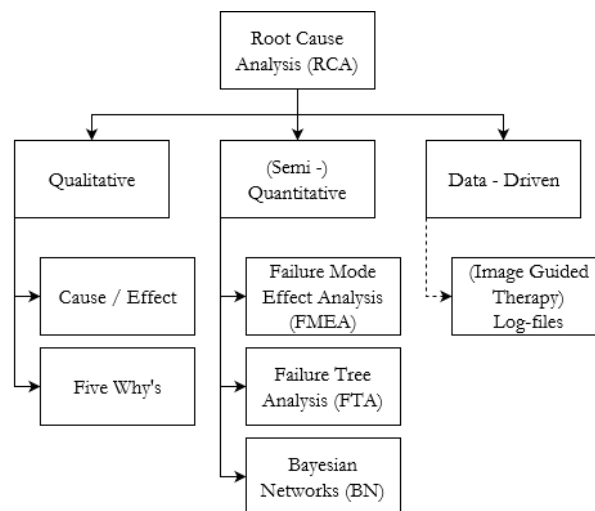 Root Cause
Analysis (RCA)
Qualitative
(Semi -)
Quantitative
Data - Driven
Cause / Effect
Failure Mode
Effect Analysis
(FMEA)
(Image Guided
Therapy)
Log-files
Five Why's
Failure Tree
Analysis (FTA)
Bayesian
Networks (BN)